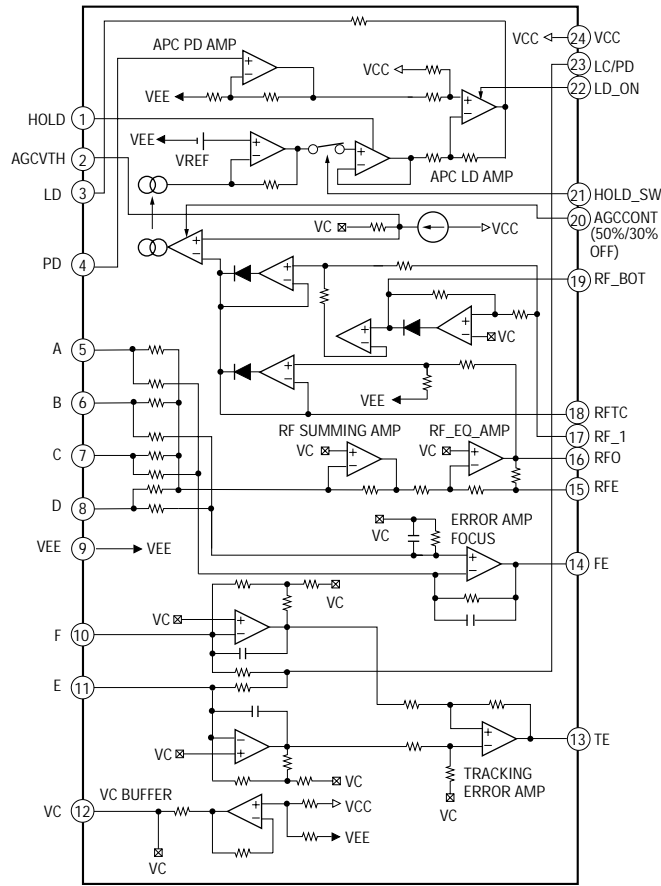 APC PD AMP
VCC
24
VCC
23
LC/PD
VCC
22
LD_ON
VEE
HOLD
1
VEE
VREF
AGCVTH
2
APC LD AMP
LD
3
21
HOLD_SW
VC
VCC
20
AGCCONT
(50%/30%
OFF)
PD
4
19
RF_BOT
VC
A
5
VEE
B
6
18
RFTC
RF SUMMING AMP
RF_EQ_AMP
17
RF_1
VC
VC
C
7
16
RFO
D
8
15
RFE
VC
ERROR AMP
FOCUS
VEE
9
VEE
14
FE
VC
VC
F
10
E
11
VC
13
TE
VC
TRACKING
ERROR AMP
VC
VC
12
VC BUFFER
VCC
VEE
VC